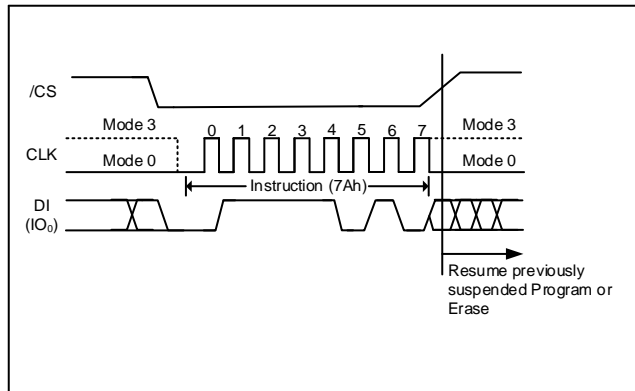 /CS
Mode 3
0 1 2 3 4 5 6 7
Mode 3
CLK
Mode 0
Mode 0
Instruction (7Ah)
DI
(IO₀)
Resume previously
suspended Program or
Erase